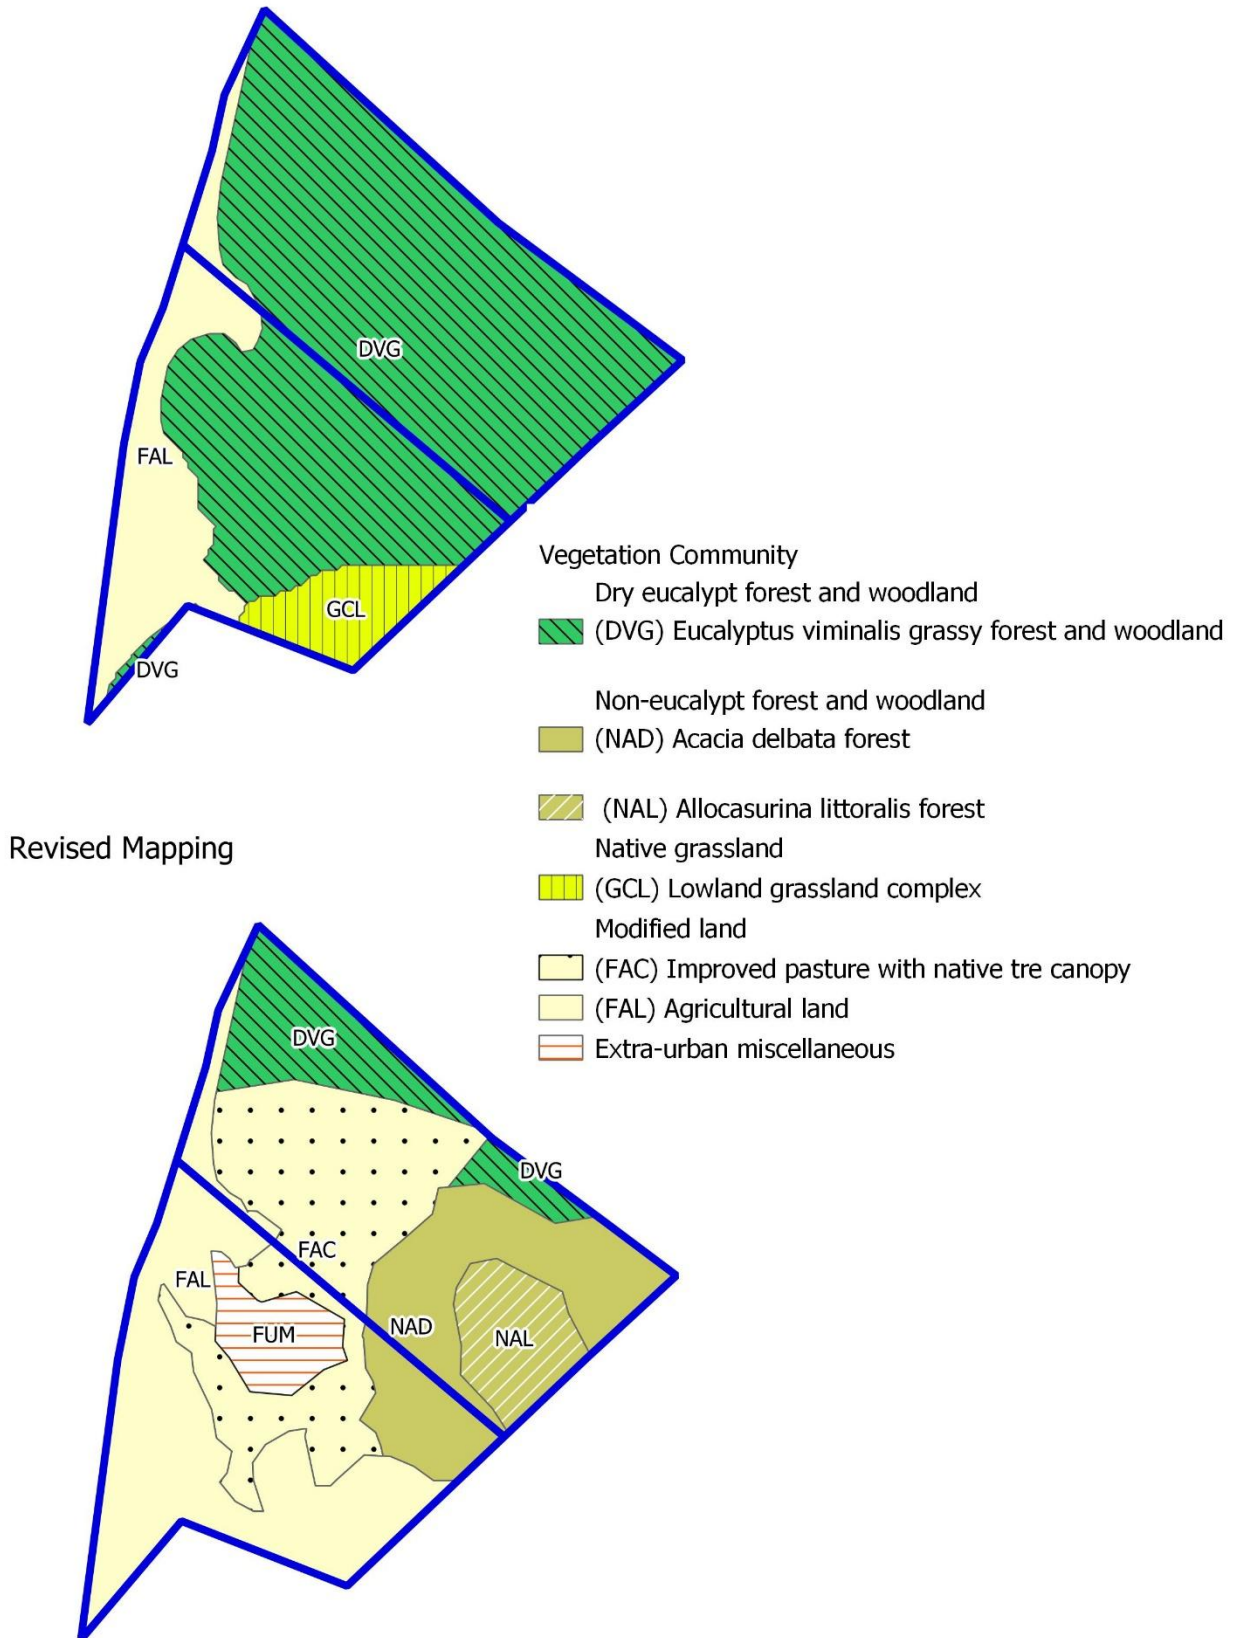 DVG
FAL
GCL
DVG
Vegetation Community
Dry eucalypt forest and woodland
(DVG) Eucalyptus viminalis grassy forest and woodland
Non-eucalypt forest and woodland
(NAD) Acacia delbata forest
(NAL) Allocasurina littoralis forest
Native grassland
(GCL) Lowland grassland complex
Modified land
(FAC) Improved pasture with native tre canopy
(FAL) Agricultural land
Extra-urban miscellaneous
Revised Mapping
DVG
DVG
FAC
FAL
FUM
NAD
NAL